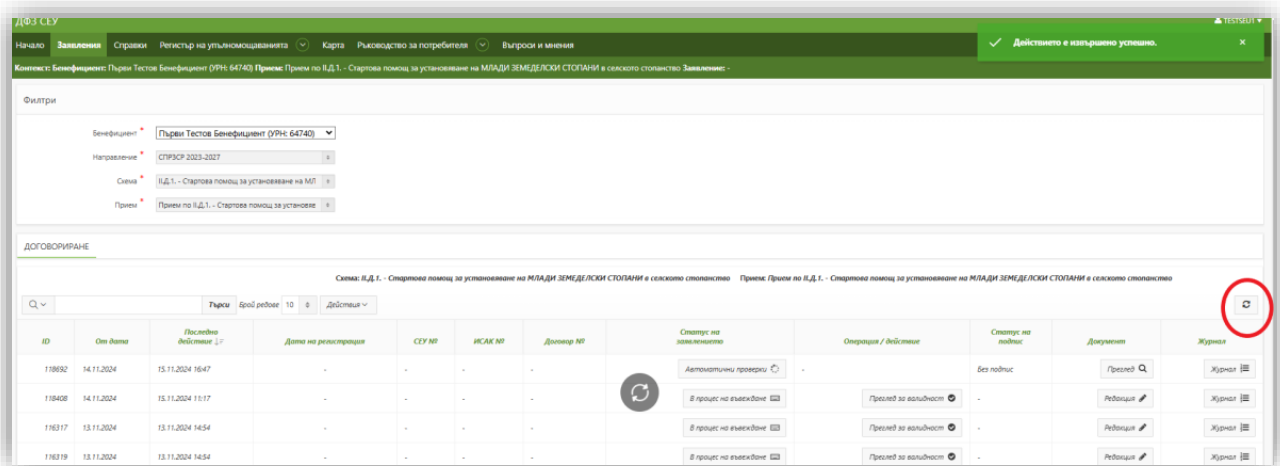 ДФЗ СЕУ
TESTSEU1
Начало Заявления Справки Регистър на упълномощаванията Карта Ръководство за потребителя Въпроси и мнения
Действието е извършено успешно. ×
Контекст: Бенефициент: Първи Тестов Бенефициент (УРН: 64740) Прием: Прием по II.Д.1. - Стартова помощ за установяване на МЛАДИ ЗЕМЕДЕЛСКИ СТОПАНИ в селското стопанство Заявление: -
Филтри
Бенефициент * Първи Тестов Бенефициент (УРН: 64740)
Направление * СПРЗСР 2023-2027
Схема * II.Д.1. - Стартова помощ за установяване на МЛ
Прием * Прием по II.Д.1. - Стартова помощ за установяв
ДОГОВОРИРАНЕ
Схема: II.Д.1. - Стартова помощ за установяване на МЛАДИ ЗЕМЕДЕЛСКИ СТОПАНИ в селското стопанство Прием: Прием по II.Д.1. - Стартова помощ за установяване на МЛАДИ ЗЕМЕДЕЛСКИ СТОПАНИ в селското стопанство
Търси Брой редове 10 Действия
ID От дата Последно действие Дата на регистрация СЕУ № ИСАК № Договор № Статус на заявлението Операция / действие Статус на подпис Документ Журнал
118692 14.11.2024 15.11.2024 16:47 - - - - Автоматични проверки - Без подпис Преглед Журнал
118408 14.11.2024 15.11.2024 11:17 - - - - В процес на въвеждане Преглед за валидност - Редакция Журнал
116317 13.11.2024 13.11.2024 14:54 - - - - В процес на въвеждане Преглед за валидност - Редакция Журнал
116319 13.11.2024 13.11.2024 14:54 - - - - В процес на въвеждане Преглед за валидност - Редакция Журнал